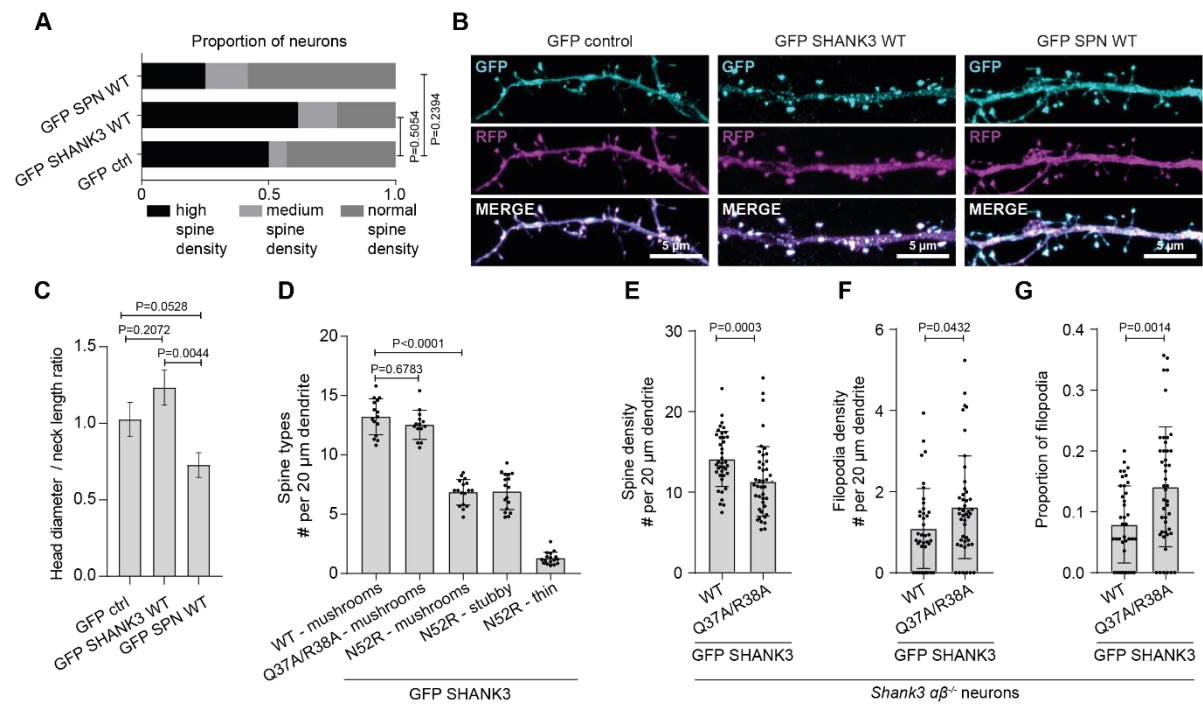 A
Proportion of neurons
GFP SPN WT
GFP SHANK3 WT
GFP ctrl
P=0.5054
P=0.2394
0
0.5
1.0
high spine density
medium spine density
normal spine density
B
GFP control
GFP SHANK3 WT
GFP SPN WT
GFP
GFP
GFP
RFP
RFP
RFP
MERGE
MERGE
MERGE
5 µm
5 µm
5 µm
C
P=0.0528
P=0.2072
P=0.0044
Head diameter / neck length ratio
1.5
1.0
0.5
0.0
GFP ctrl
GFP SHANK3 WT
GFP SPN WT
D
P<0.0001
P=0.6783
Spine types
# per 20 µm dendrite
20
15
10
5
0
WT - mushrooms
Q37A/R38A - mushrooms
N52R - mushrooms
N52R - stubby
N52R - thin
GFP SHANK3
E
P=0.0003
Spine density
# per 20 µm dendrite
30
20
10
0
WT
Q37A/R38A
GFP SHANK3
F
P=0.0432
Filopodia density
# per 20 µm dendrite
6
4
2
0
WT
Q37A/R38A
GFP SHANK3
G
P=0.0014
Proportion of filopodia
0.4
0.3
0.2
0.1
0.0
WT
Q37A/R38A
GFP SHANK3
Shank3 αβ-/- neurons